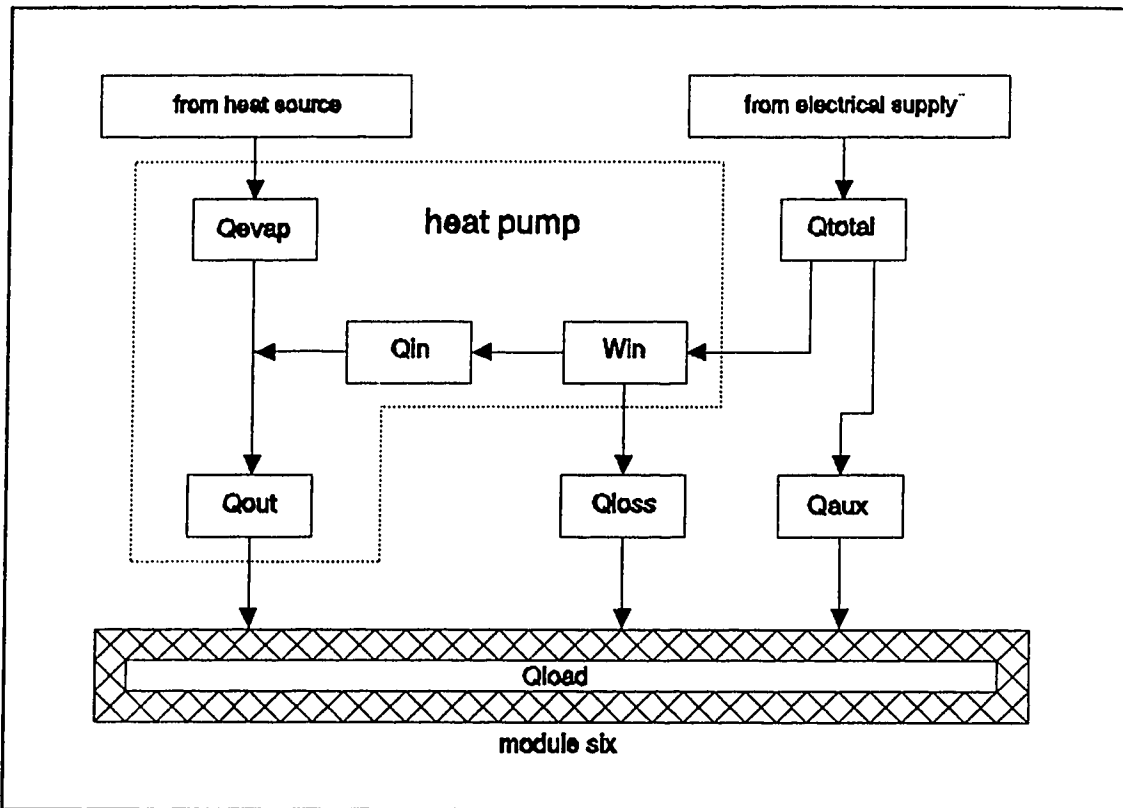 from heat source
from electrical supply
Qevap
heat pump
Qtotal
Qin
Win
Qout
Qloss
Qaux
Qload
module six